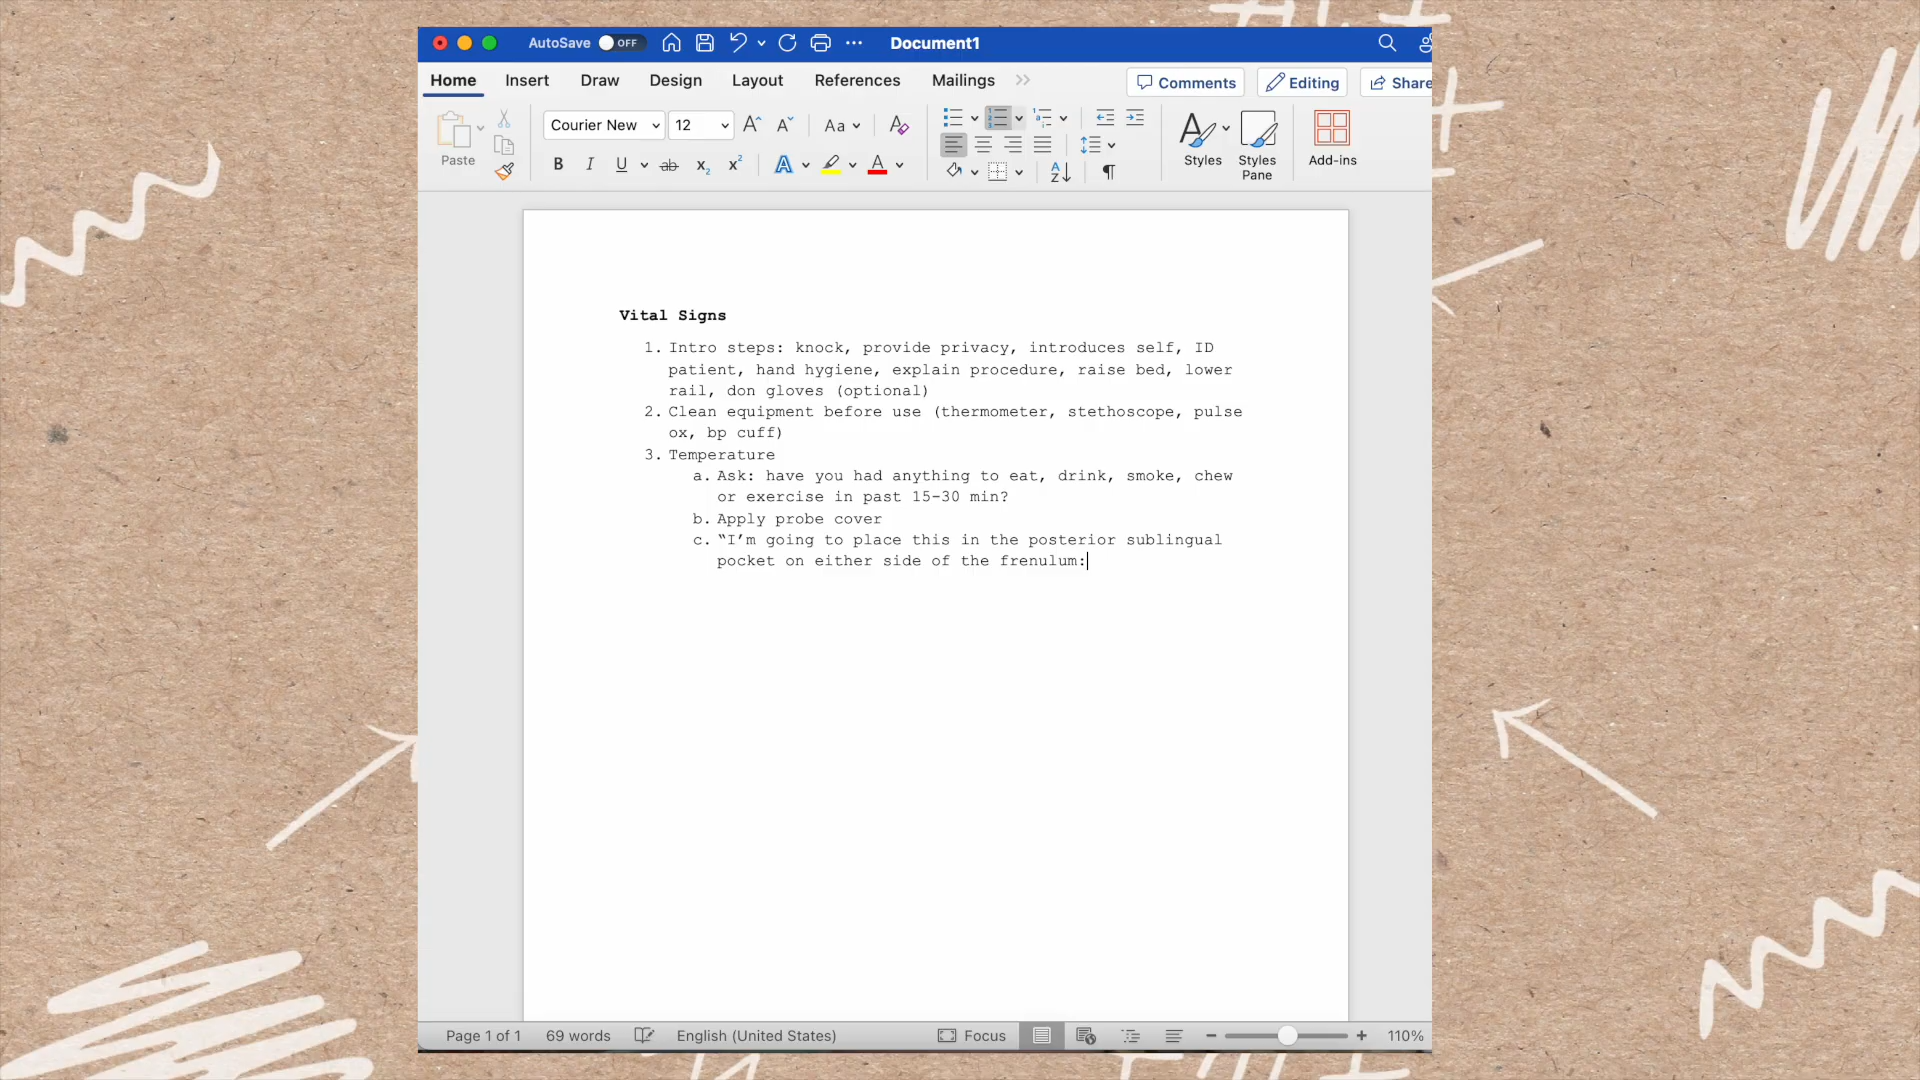 AutoSave OFF Document1
Home Insert Draw Design Layout References Mailings Comments Editing Share
Paste Courier New 12 Aa Styles Styles Pane Add-ins
Vital Signs
1. Intro steps: knock, provide privacy, introduces self, ID
patient, hand hygiene, explain procedure, raise bed, lower
rail, don gloves (optional)
2. Clean equipment before use (thermometer, stethoscope, pulse
ox, bp cuff)
3. Temperature
a. Ask: have you had anything to eat, drink, smoke, chew
or exercise in past 15-30 min?
b. Apply probe cover
c. “I’m going to place this in the posterior sublingual
pocket on either side of the frenulum:
Page 1 of 1 69 words English (United States) Focus 110%